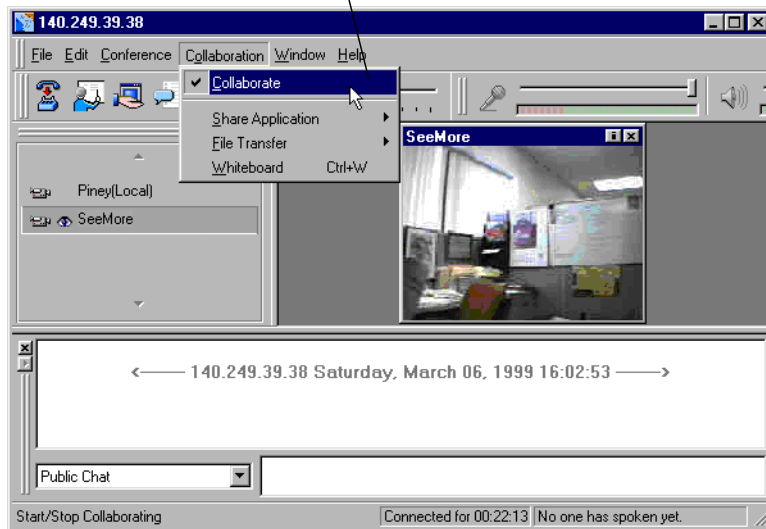 140.249.39.38
File Edit Conference Collaboration Window Help
Collaborate
Share Application
File Transfer
Whiteboard Ctrl+W
SeeMore
Piney(Local)
SeeMore
<—— 140.249.39.38 Saturday, March 06, 1999 16:02:53 ——>
Public Chat
Start/Stop Collaborating Connected for 00:22:13 No one has spoken yet.